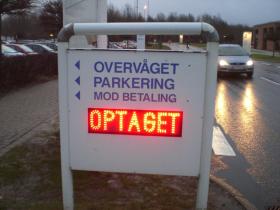 OVERVÅGET
PARKERING
MOD BETALING
OPTAGET